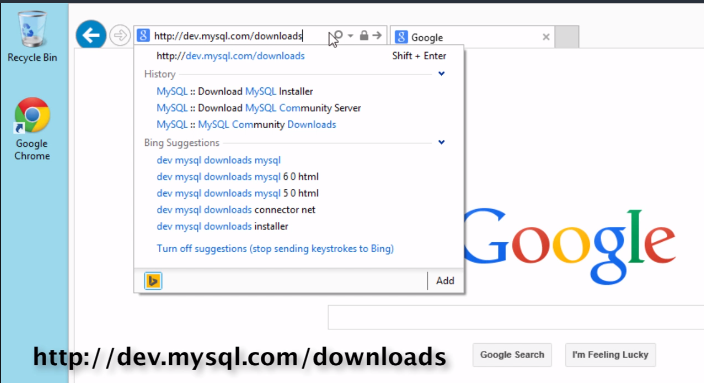 Recycle Bin
Google
Chrome
http://dev.mysql.com/downloads
Google
http://dev.mysql.com/downloads Shift + Enter
History
MySQL :: Download MySQL Installer
MySQL :: Download MySQL Community Server
MySQL :: MySQL Community Downloads
Bing Suggestions
dev mysql downloads mysql
dev mysql downloads mysql 6 0 html
dev mysql downloads mysql 5 0 html
dev mysql downloads connector net
dev mysql downloads installer
Turn off suggestions (stop sending keystrokes to Bing)
Add
Google
Google Search I'm Feeling Lucky
http://dev.mysql.com/downloads